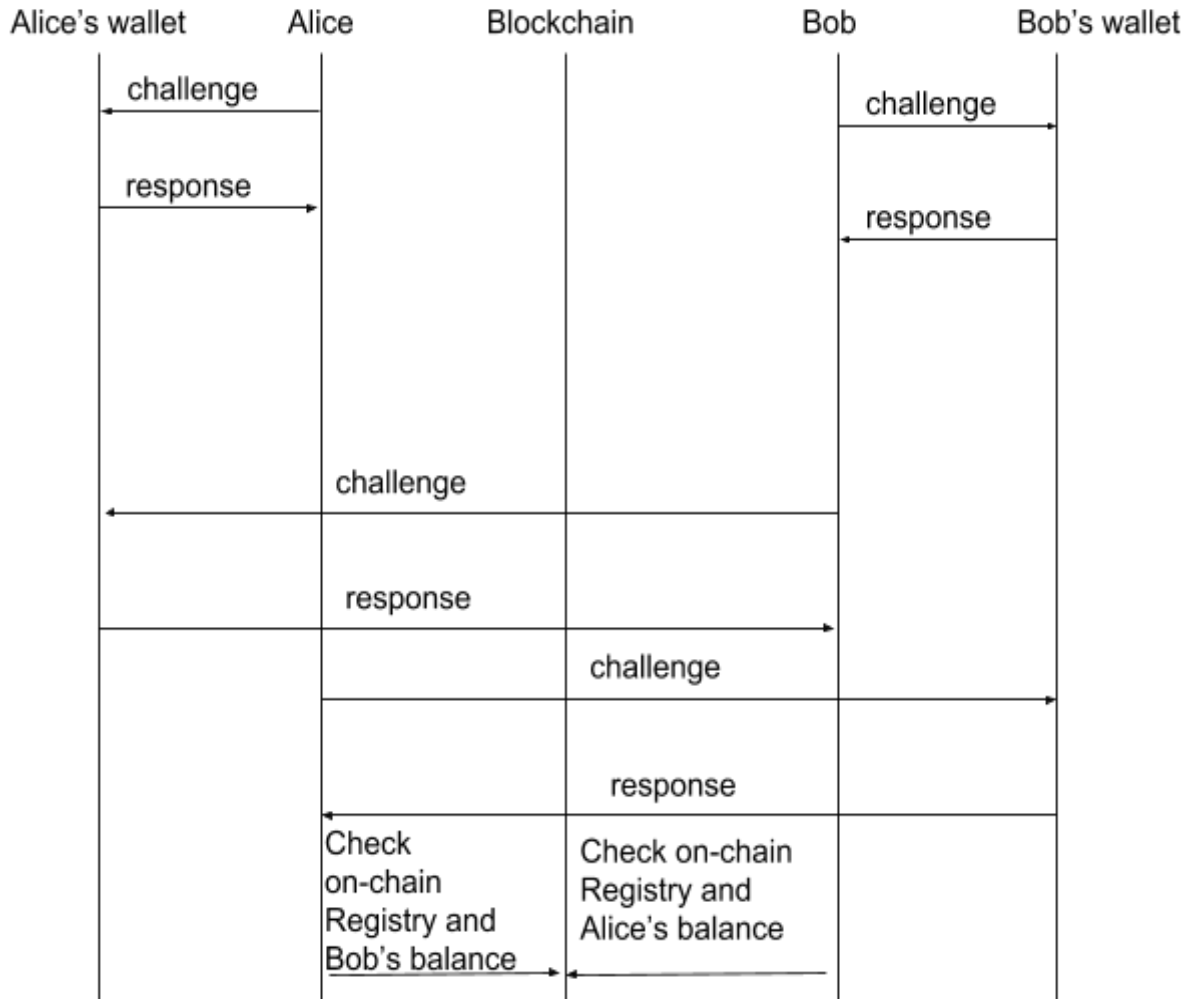 Alice's wallet
Alice
Blockchain
Bob
Bob's wallet
challenge
challenge
response
response
challenge
response
challenge
response
Check
on-chain
Registry and
Bob's balance
Check on-chain
Registry and
Alice's balance